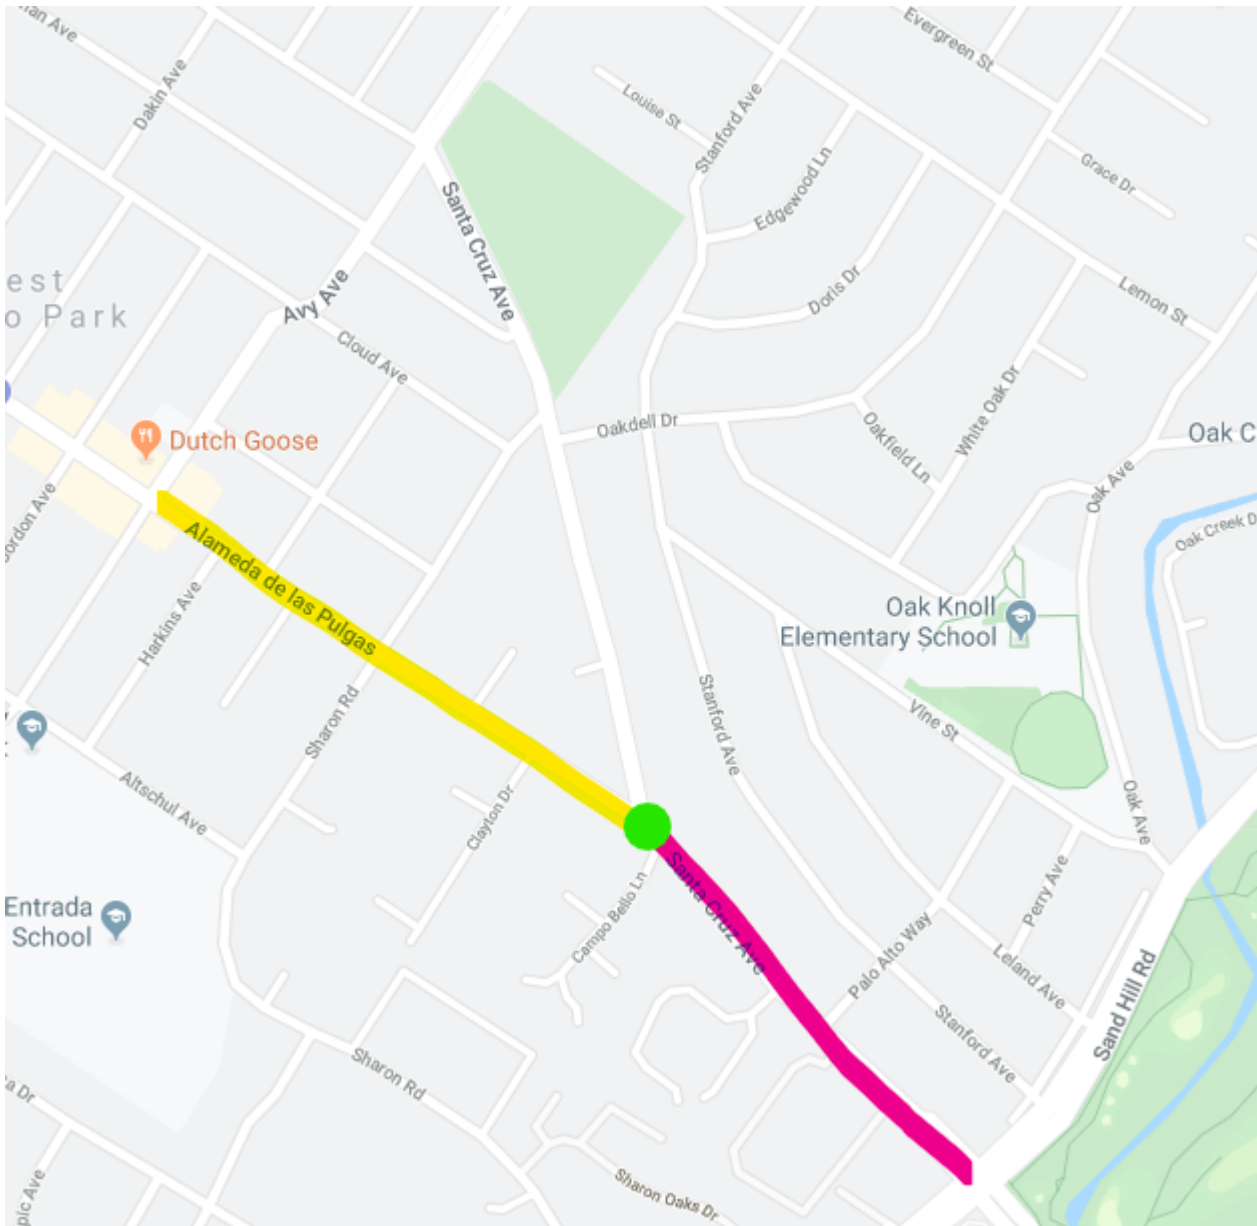 Evergreen St
Dakin Ave
Louise St
Stanford Ave
Grace Dr
Edgewood Ln
Santa Cruz Ave
est
o Park
Avy Ave
Doris Dr
Lemon St
Cloud Ave
White Oak Dr
Dutch Goose
Oakdell Dr
Oakfield Ln
Oak C
Oak Ave
Oak Creek D
Alameda de las Pulgas
Harkins Ave
Oak Knoll
Elementary School
Sharon Rd
Stanford Ave
Vine St
Altschul Ave
Clayton Dr
Oak Ave
Entrada
School
Campo Bello Ln
Santa Cruz Ave
Perry Ave
Palo Alto Way
Leland Ave
Sand Hill Rd
Stanford Ave
Sharon Rd
Sharon Oaks Dr